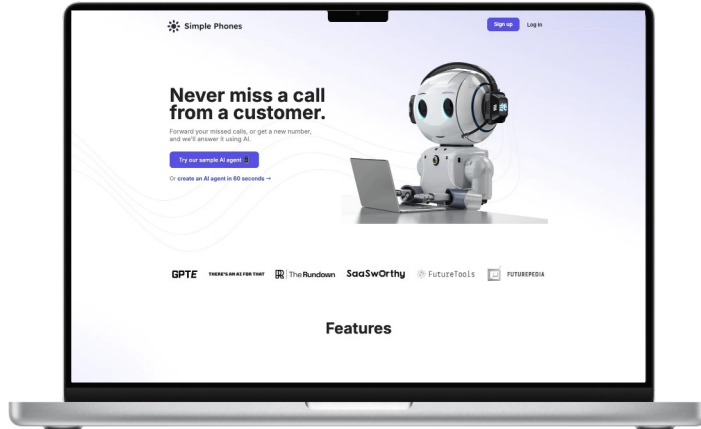 Simple Phones
Sign up
Log in
Never miss a call
from a customer.
Forward your missed calls, or get a new number,
and we'll answer it using AI.
Try our sample AI agent
Or create an AI agent in 60 seconds →
GPTE
THERE'S AN AI FOR THAT
The Rundown
SaaSwOrthy
FutureTools
FUTUREPEDIA
Features